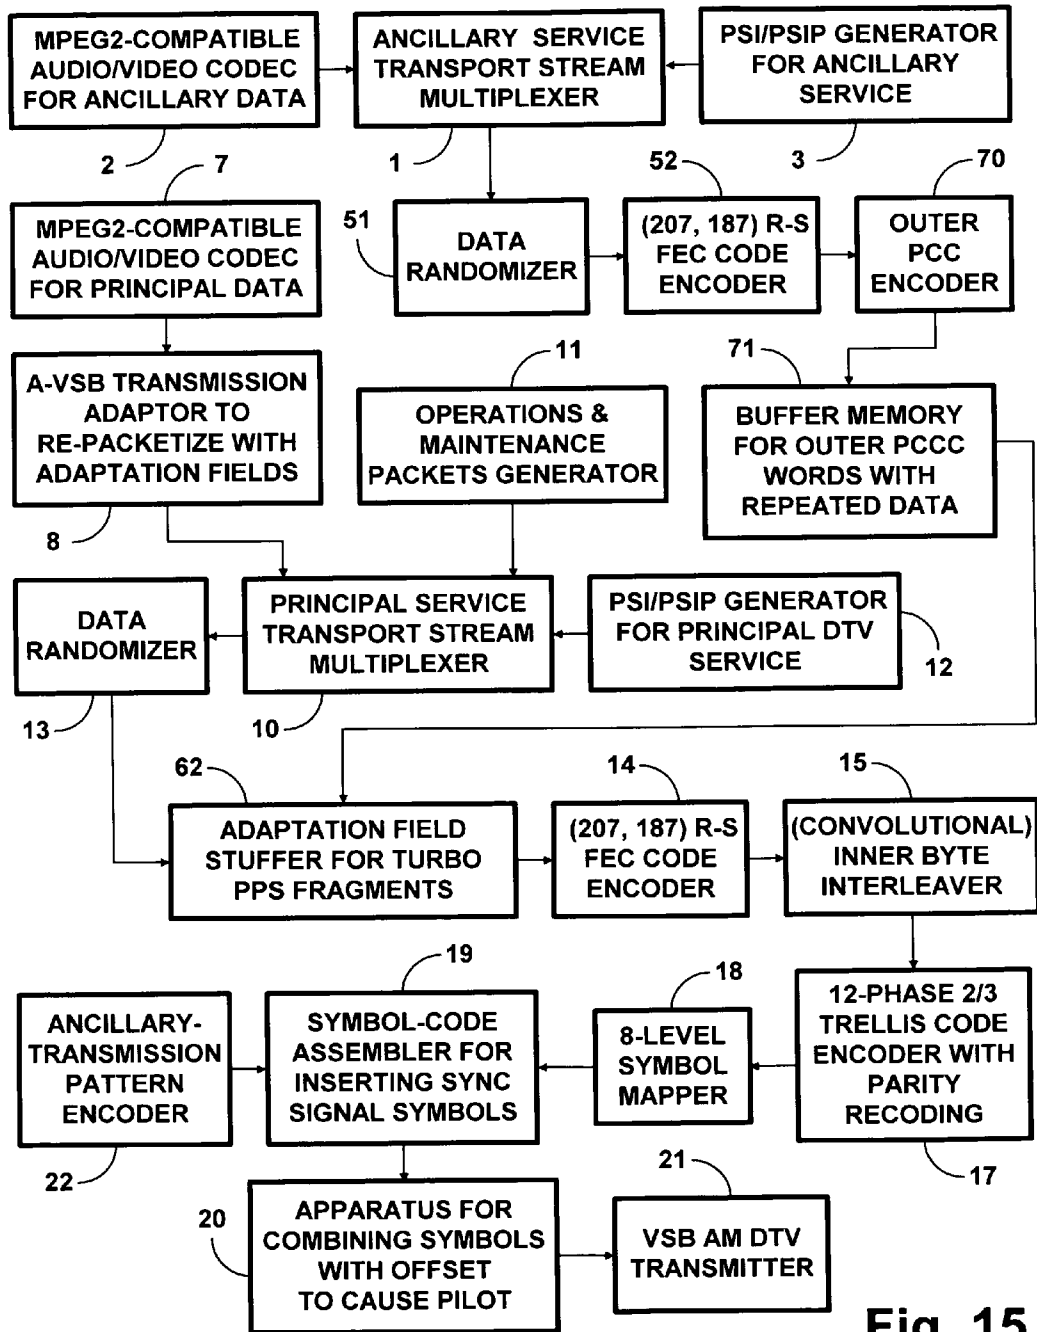 MPEG2-COMPATIBLE
AUDIO/VIDEO CODEC
FOR ANCILLARY DATA
ANCILLARY SERVICE
TRANSPORT STREAM
MULTIPLEXER
PSI/PSIP GENERATOR
FOR ANCILLARY
SERVICE
2
7
1
3
52
70
MPEG2-COMPATIBLE
AUDIO/VIDEO CODEC
FOR PRINCIPAL DATA
51
DATA
RANDOMIZER
(207, 187) R-S
FEC CODE
ENCODER
OUTER
PCC
ENCODER
11
71
A-VSB TRANSMISSION
ADAPTOR TO
RE-PACKETIZE WITH
ADAPTATION FIELDS
OPERATIONS &
MAINTENANCE
PACKETS GENERATOR
BUFFER MEMORY
FOR OUTER PCCC
WORDS WITH
REPEATED DATA
8
DATA
RANDOMIZER
PRINCIPAL SERVICE
TRANSPORT STREAM
MULTIPLEXER
PSI/PSIP GENERATOR
FOR PRINCIPAL DTV
SERVICE
12
13
10
62
14
15
ADAPTATION FIELD
STUFFER FOR TURBO
PPS FRAGMENTS
(207, 187) R-S
FEC CODE
ENCODER
(CONVOLUTIONAL)
INNER BYTE
INTERLEAVER
19
18
ANCILLARY-
TRANSMISSION
PATTERN
ENCODER
SYMBOL-CODE
ASSEMBLER FOR
INSERTING SYNC
SIGNAL SYMBOLS
8-LEVEL
SYMBOL
MAPPER
12-PHASE 2/3
TRELLIS CODE
ENCODER WITH
PARITY
RECODING
22
21
17
20
APPARATUS FOR
COMBINING SYMBOLS
WITH OFFSET
TO CAUSE PILOT
VSB AM DTV
TRANSMITTER
Fig. 15